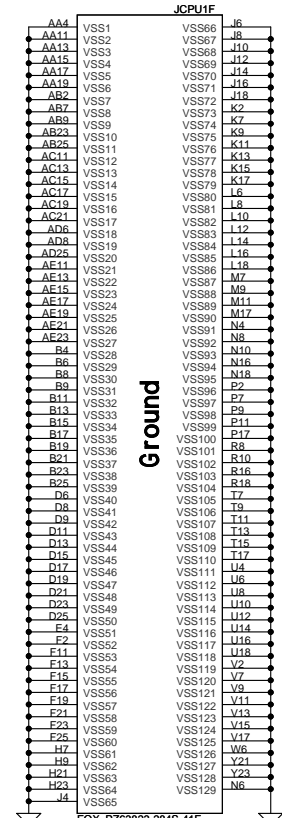 JCPU1F
AA4 VSS1 VSS66 J6
AA11 VSS2 VSS67 J8
AA13 VSS3 VSS68 J10
AA15 VSS4 VSS69 J12
AA17 VSS5 VSS70 J14
AA19 VSS6 VSS71 J16
AB2 VSS7 VSS72 J18
AB7 VSS8 VSS73 K2
AB9 VSS9 VSS74 K7
AB23 VSS10 VSS75 K9
AB25 VSS11 VSS76 K11
AC11 VSS12 VSS77 K13
AC13 VSS13 VSS78 K15
AC15 VSS14 VSS79 K17
AC17 VSS15 VSS80 L6
AC19 VSS16 VSS81 L8
AC21 VSS17 VSS82 L10
AD6 VSS18 VSS83 L12
AD8 VSS19 VSS84 L14
AD25 VSS20 VSS85 L16
AE11 VSS21 VSS86 L18
AE13 VSS22 VSS87 M7
AE15 VSS23 VSS88 M9
AE17 VSS24 VSS89 M11
AE19 VSS25 VSS90 M17
AE21 VSS26 VSS91 N4
AE23 VSS27 VSS92 N8
B4 VSS28 VSS93 N10
B6 VSS29 VSS94 N16
B8 VSS30 VSS95 N18
B9 VSS31 VSS96 P2
B11 VSS32 VSS97 P7
B13 VSS33 VSS98 P9
B15 VSS34 VSS99 P11
B17 VSS35 VSS100 P17
B19 VSS36 VSS101 R8
B21 VSS37 VSS102 R10
B23 VSS38 VSS103 R16
B25 VSS39 VSS104 R18
D6 VSS40 VSS105 T7
D8 VSS41 VSS106 T9
D9 VSS42 VSS107 T11
D11 VSS43 VSS108 T13
D13 VSS44 VSS109 T15
D15 VSS45 VSS110 T17
D17 VSS46 VSS111 U4
D19 VSS47 VSS112 U6
D21 VSS48 VSS113 U8
D23 VSS49 VSS114 U10
D25 VSS50 VSS115 U12
E4 VSS51 VSS116 U14
F2 VSS52 VSS117 U16
F11 VSS53 VSS118 U18
F13 VSS54 VSS119 V2
F15 VSS55 VSS120 V7
F17 VSS56 VSS121 V9
F19 VSS57 VSS122 V11
F21 VSS58 VSS123 V13
F23 VSS59 VSS124 V15
F25 VSS60 VSS125 V17
H7 VSS61 VSS126 W6
H9 VSS62 VSS127 Y21
H21 VSS63 VSS128 Y23
H23 VSS64 VSS129 N6
J4 VSS65
Ground